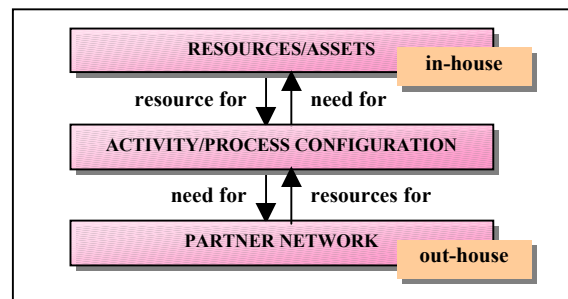 RESOURCES/ASSETS
in-house
resource for need for
ACTIVITY/PROCESS CONFIGURATION
need for resources for
PARTNER NETWORK
out-house